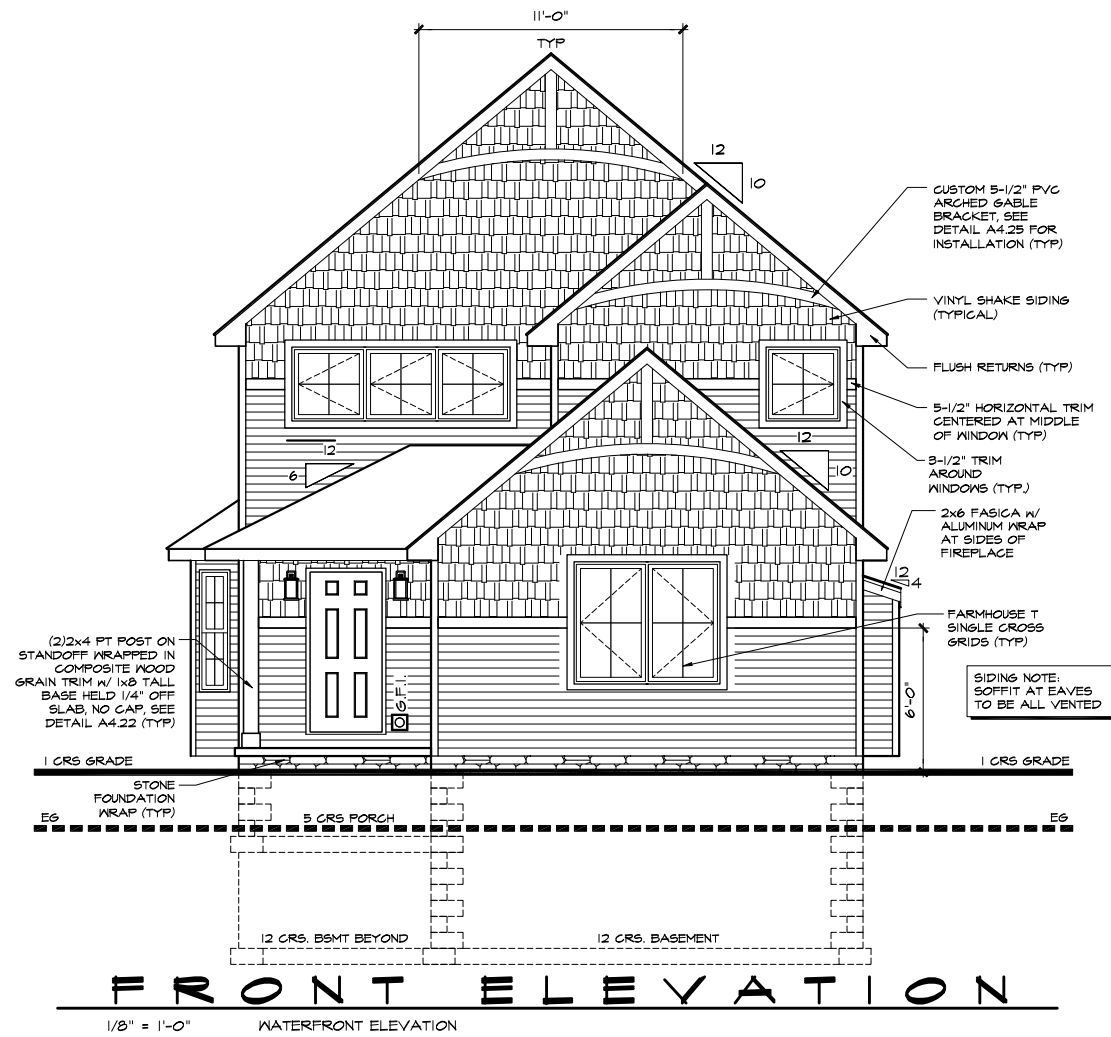 11'-0"
TYP
12
10
CUSTOM 5-1/2" PVC
ARCHED GABLE
BRACKET, SEE
DETAIL A4.25 FOR
INSTALLATION (TYP)
VINYL SHAKE SIDING
(TYPICAL)
FLUSH RETURNS (TYP)
5-1/2" HORIZONTAL TRIM
CENTERED AT MIDDLE
OF WINDOW (TYP)
12
6
12
10
3-1/2" TRIM
AROUND
WINDOWS (TYP.)
2x6 FASICA W/
ALUMINUM WRAP
AT SIDES OF
FIREPLACE
12
4
FARMHOUSE T
SINGLE CROSS
GRIDS (TYP)
(2)2x4 PT POST ON
STANDOFF WRAPPED IN
COMPOSITE WOOD
GRAIN TRIM W/ 1x8 TALL
BASE HELD 1/4" OFF
SLAB, NO CAP, SEE
DETAIL A4.22 (TYP)
G.F.I.
6'-0"
SIDING NOTE:
SOFFIT AT EAVES
TO BE ALL VENTED
1 CRS GRADE
1 CRS GRADE
STONE
FOUNDATION
WRAP (TYP)
EG
5 CRS PORCH
EG
12 CRS. BSMT BEYOND
12 CRS. BASEMENT
FRONT ELEVATION
1/8" = 1'-0"
WATERFRONT ELEVATION